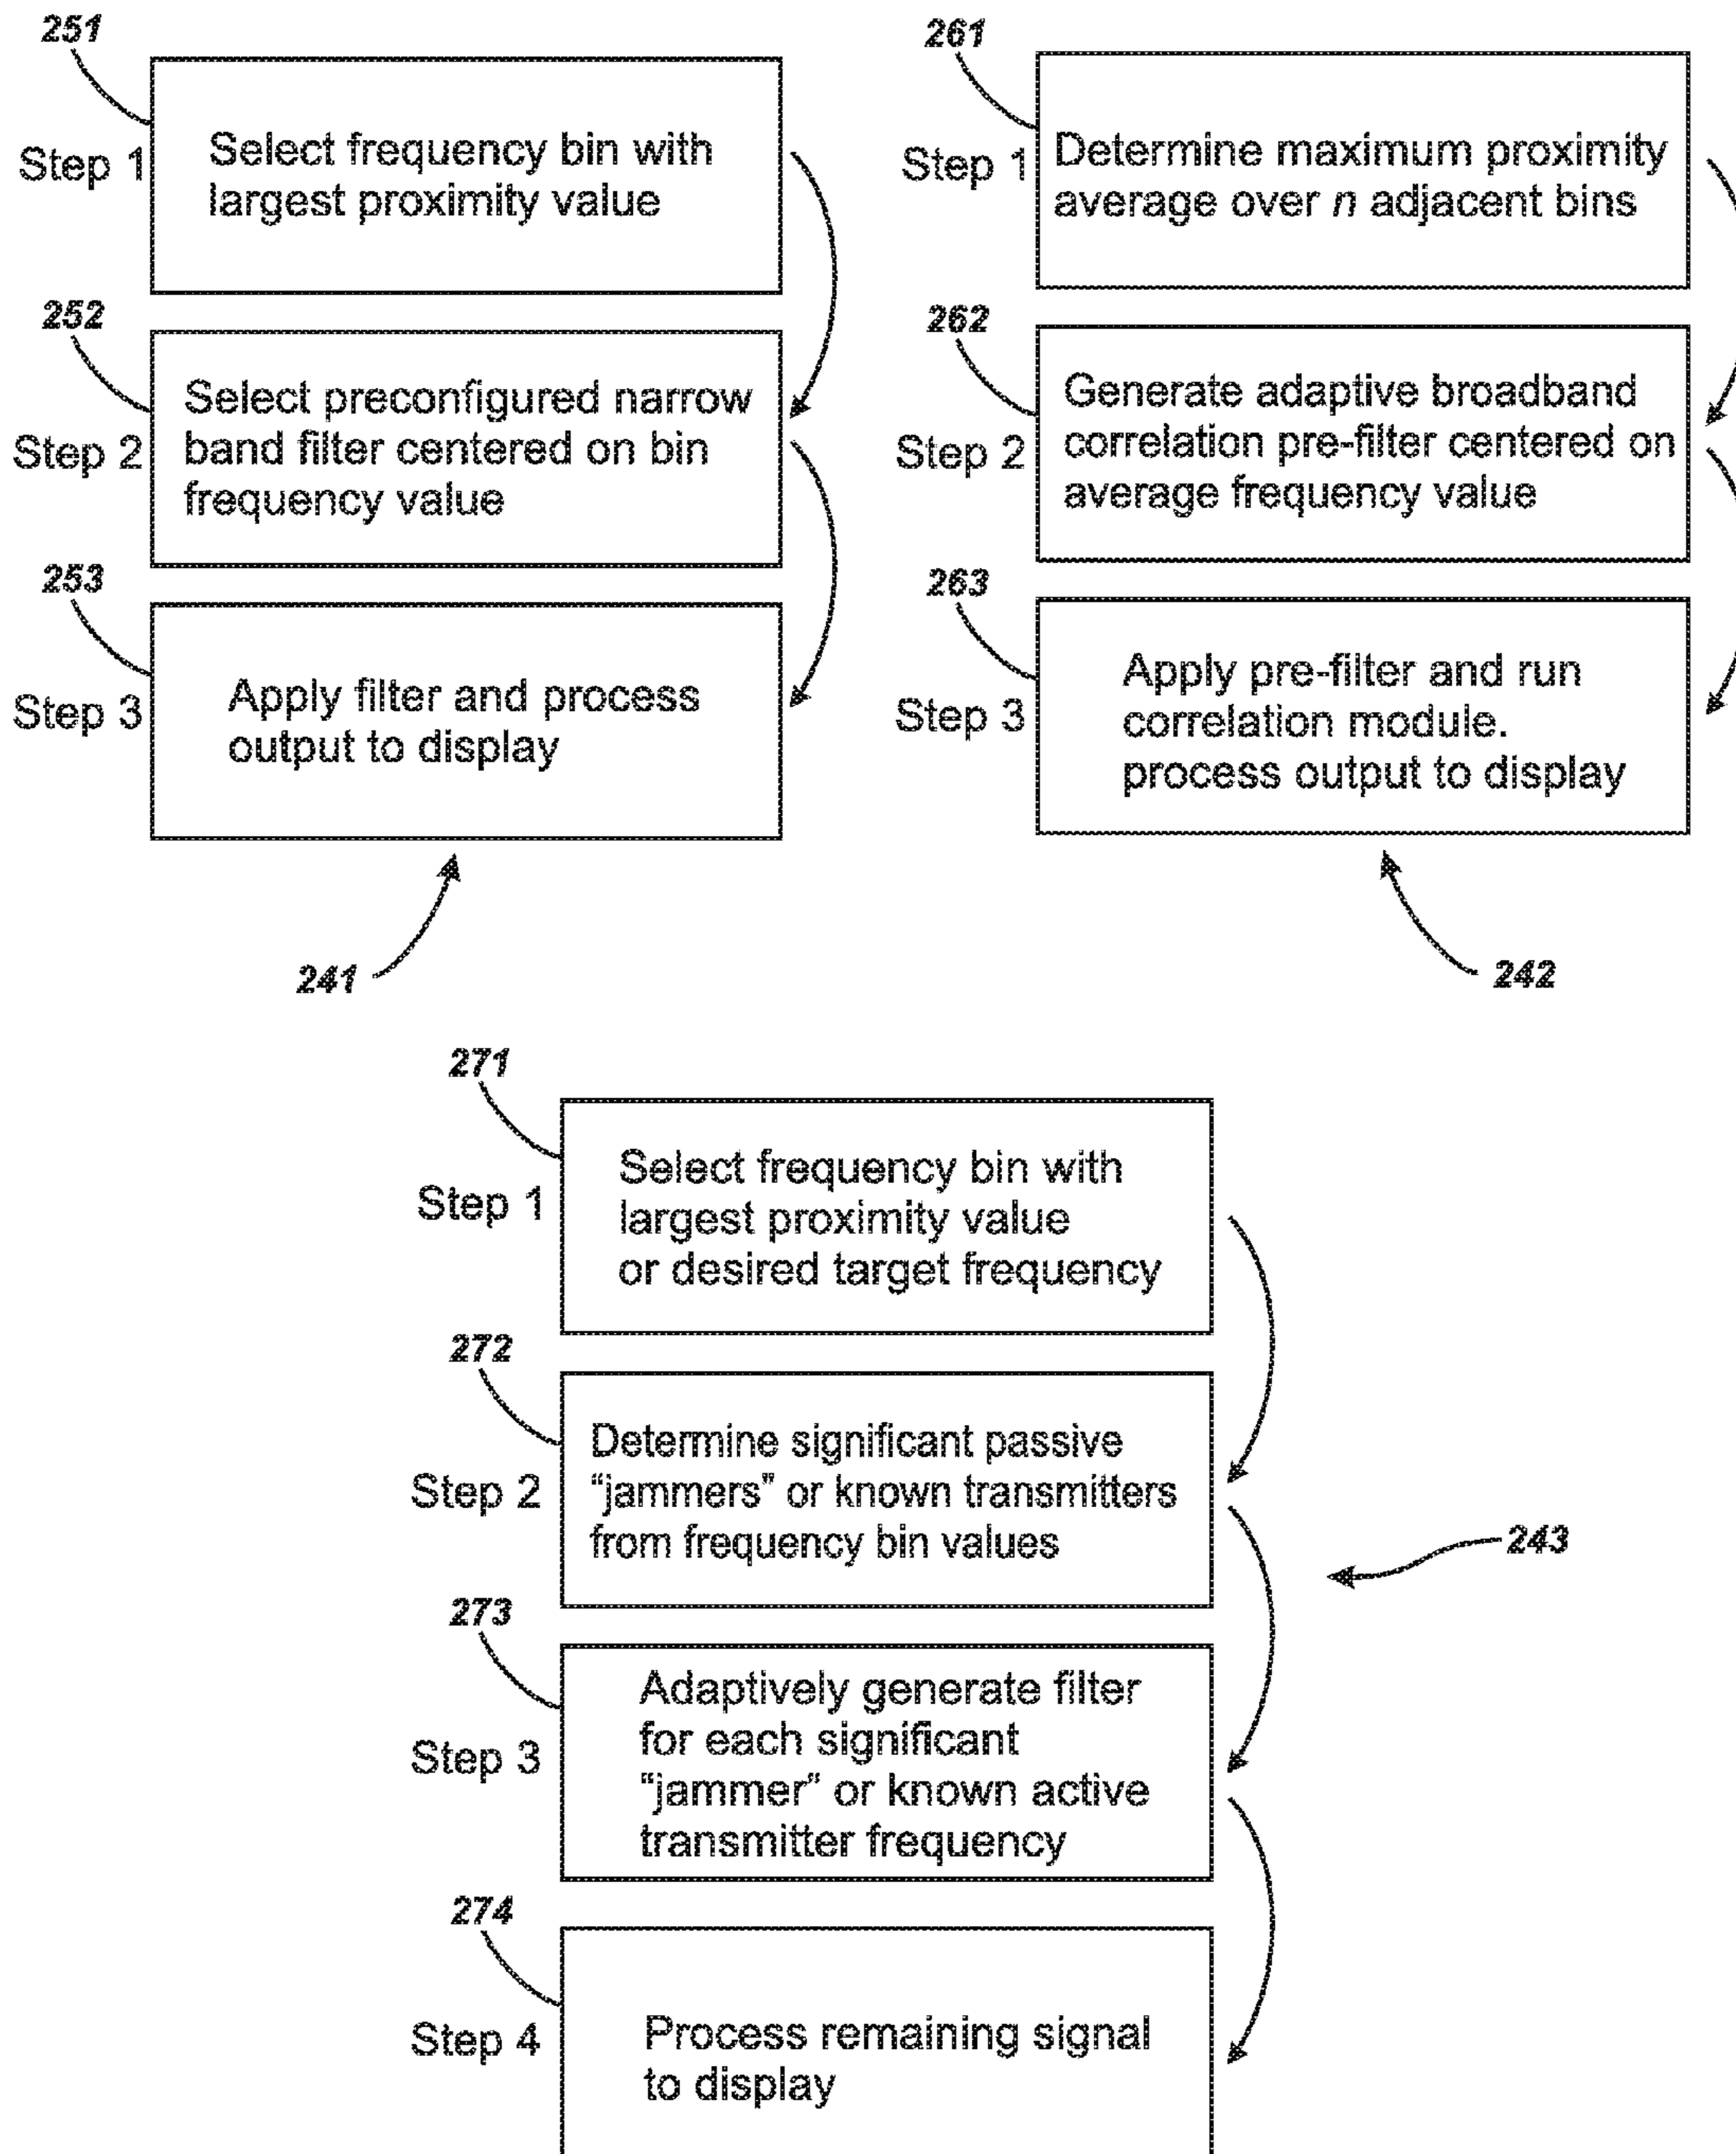 251
Step 1
Select frequency bin with
largest proximity value
252
Step 2
Select preconfigured narrow
band filter centered on bin
frequency value
253
Step 3
Apply filter and process
output to display
241
261
Step 1
Determine maximum proximity
average over n adjacent bins
262
Step 2
Generate adaptive broadband
correlation pre-filter centered on
average frequency value
263
Step 3
Apply pre-filter and run
correlation module.
process output to display
242
271
Step 1
Select frequency bin with
largest proximity value
or desired target frequency
272
Step 2
Determine significant passive
“jammers” or known transmitters
from frequency bin values
243
273
Step 3
Adaptively generate filter
for each significant
“jammer” or known active
transmitter frequency
274
Step 4
Process remaining signal
to display